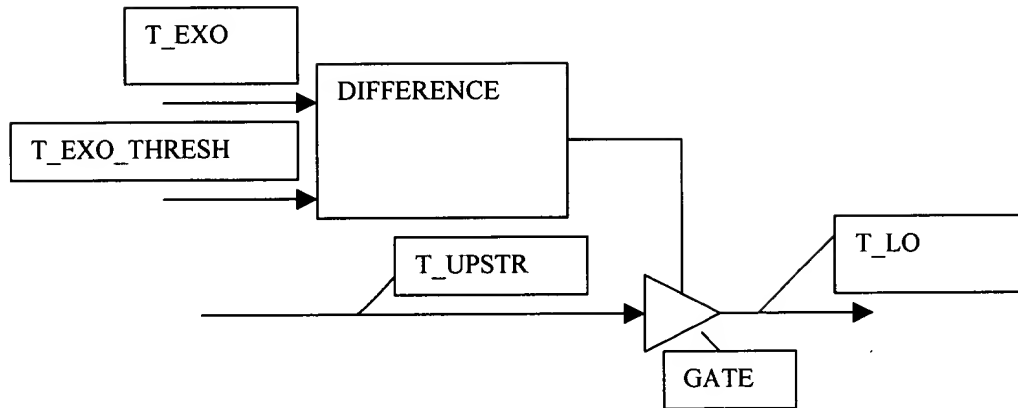 T_EXO
DIFFERENCE
T_EXO_THRESH
T_UPSTR
T_LO
GATE